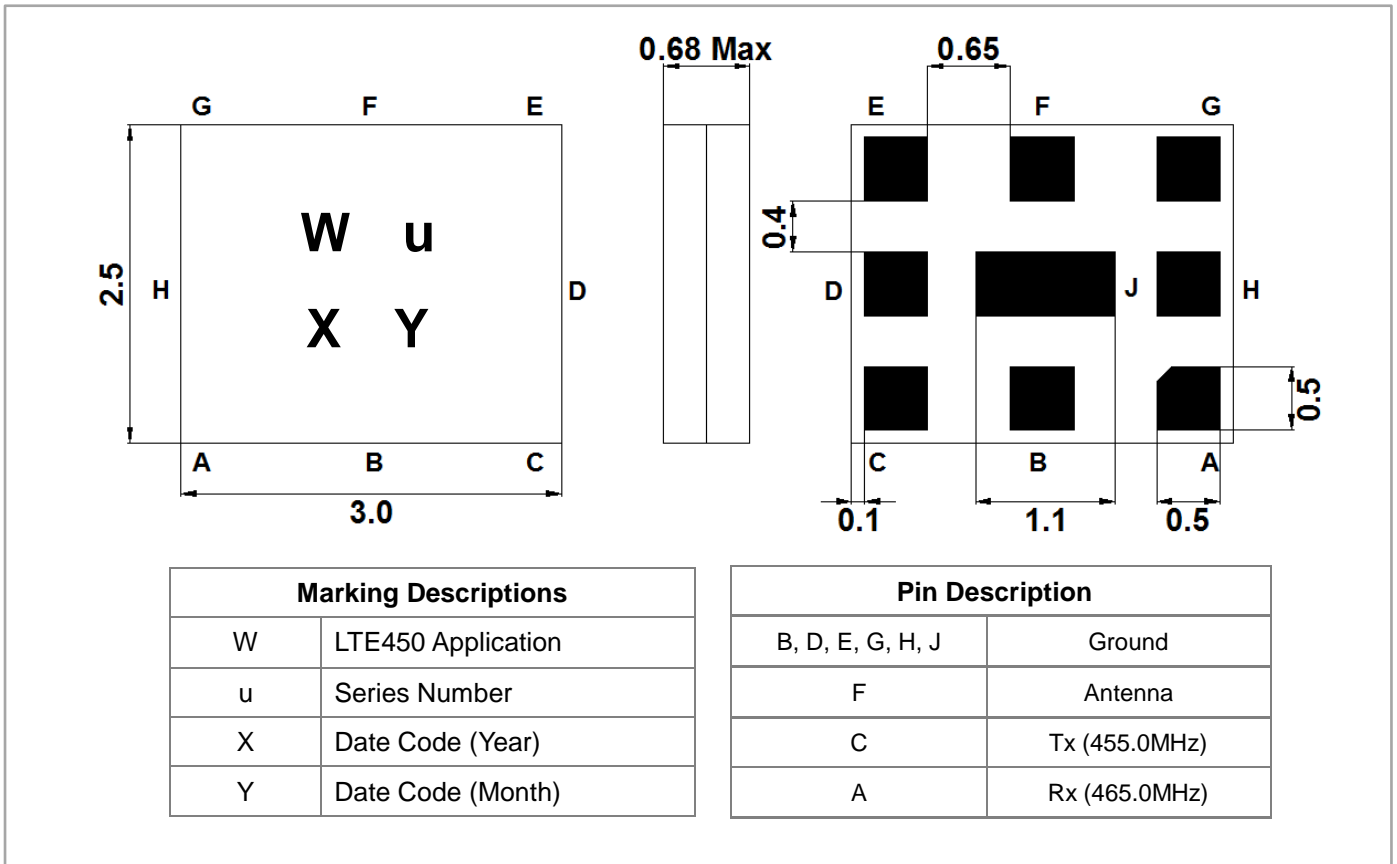 0.68 Max
0.65
G F E
E F G
W u
X Y
2.5
H
D
0.4
D
J
H
0.5
A B C
C B A
3.0
0.1
1.1
0.5
Marking Descriptions
W LTE450 Application
u Series Number
X Date Code (Year)
Y Date Code (Month)
Pin Description
B, D, E, G, H, J Ground
F Antenna
C Tx (455.0MHz)
A Rx (465.0MHz)